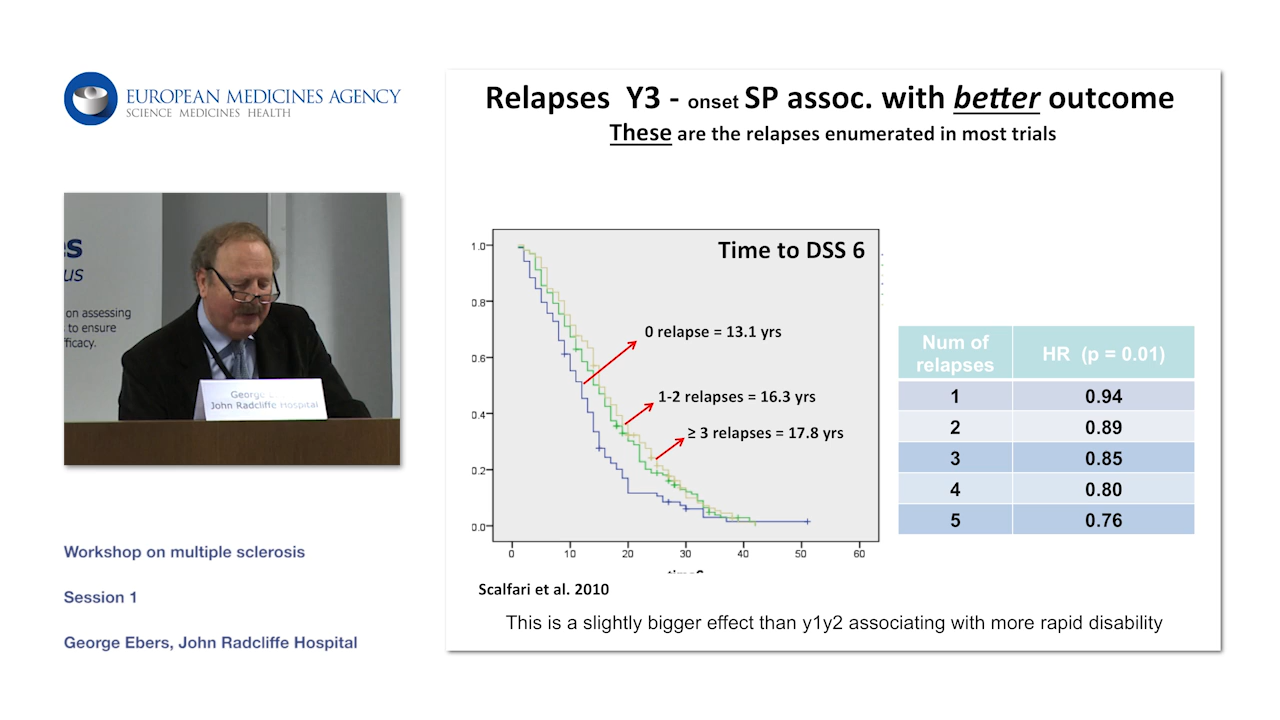 EUROPEAN MEDICINES AGENCY
SCIENCE MEDICINES HEALTH
Relapses Y3 - onset SP assoc. with better outcome
These are the relapses enumerated in most trials
on assessing
to ensure
ficacy.
John Radcliffe Hospital
Time to DSS 6
1.0
0.8
0.6
0.4
0.2
0.0
0 relapse = 13.1 yrs
1-2 relapses = 16.3 yrs
≥ 3 relapses = 17.8 yrs
0 10 20 30 40 50 60
Num of relapses HR (p = 0.01)
1 0.94
2 0.89
3 0.85
4 0.80
5 0.76
Scalfari et al. 2010
This is a slightly bigger effect than y1y2 associating with more rapid disability
Workshop on multiple sclerosis
Session 1
George Ebers, John Radcliffe Hospital